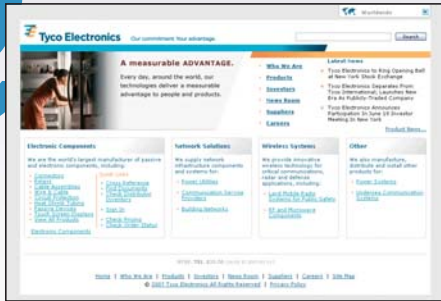 Worldwide
Tyco Electronics
Our commitment. Your advantage.
Search
A measurable ADVANTAGE.
Every day, around the world, our
technologies deliver a measurable
advantage to people and products.
Who We Are
Products
Investors
News Room
Suppliers
Careers
Latest News
Tyco Electronics to Ring Opening Bell
at New York Stock Exchange
Tyco Electronics Separates From
Tyco International; Launches New
Era As Publicly-Traded Company
Tyco Electronics Announces
Participation In June 19 Investor
Meeting In New York
Product News...
Electronic Components
We are the world's largest manufacturer of passive
and electronic components, including:
Connectors
Relays
Cable Assemblies
Wire & Cable
Circuit Protection
Heat Shrink Tubing
Passive Devices
Touch Screen Displays
View All Products
Electronic Components
Quick Links
Cross Reference
Find Documents
Check Distributor
Inventory
Sign In
Check Pricing
Check Order Status
Network Solutions
We supply network
infrastructure components
and systems for:
Power Utilities
Communication Service
Providers
Building Networks
Wireless Systems
We provide innovative
wireless technology for
critical communications,
radar and defense
applications, including:
Land Mobile Radio
Systems for Public Safety
RF and Microwave
Components
Other
We also manufacture,
distribute and install other
products for:
Power Systems
Undersea Communication
Systems
Home | Who We Are | Products | Investors | News Room | Suppliers | Careers | Site Map
© 2007 Tyco Electronics All Rights Reserved | Privacy Policy